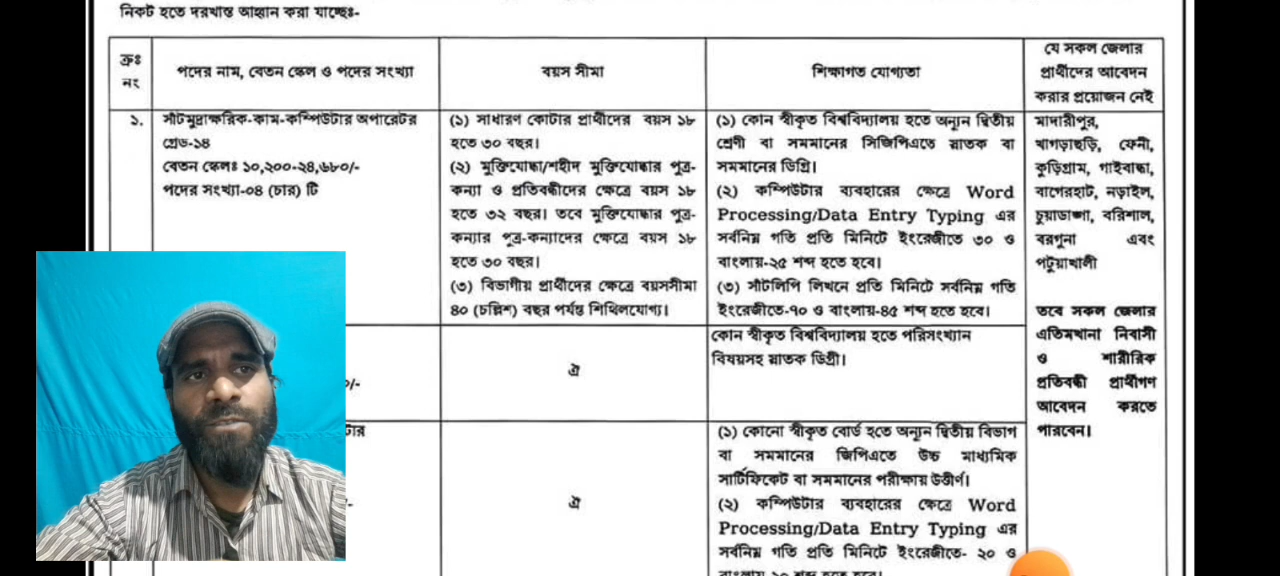 নিকট হতে দরখাস্ত আহ্বান করা যাচ্ছেঃ-
ক্রঃ
নং
পদের নাম, বেতন স্কেল ও পদের সংখ্যা
বয়স সীমা
শিক্ষাগত যোগ্যতা
যে সকল জেলার
প্রার্থীদের আবেদন
করার প্রয়োজন নেই
১.
সাঁটমুদ্রাক্ষরিক-কাম-কম্পিউটার অপারেটর
গ্রেড-১৪
বেতন স্কেলঃ ১০,২০০-২৪,৬৮০/-
পদের সংখ্যা-০৪ (চার) টি
(১) সাধারণ কোটার প্রার্থীদের বয়স ১৮
হতে ৩০ বছর।
(২) মুক্তিযোদ্ধা/শহীদ মুক্তিযোদ্ধার পুত্র-
কন্যা ও প্রতিবন্ধীদের ক্ষেত্রে বয়স ১৮
হতে ৩২ বছর। তবে মুক্তিযোদ্ধার পুত্র-
কন্যার পুত্র-কন্যাদের ক্ষেত্রে বয়স ১৮
হতে ৩০ বছর।
(৩) বিভাগীয় প্রার্থীদের ক্ষেত্রে বয়সসীমা
৪০ (চল্লিশ) বছর পর্যন্ত শিথিলযোগ্য।
(১) কোন স্বীকৃত বিশ্ববিদ্যালয় হতে অন্যূন দ্বিতীয়
শ্রেণী বা সমমানের সিজিপিএতে স্নাতক বা
সমমানের ডিগ্রি।
(২) কম্পিউটার ব্যবহারের ক্ষেত্রে Word
Processing/Data Entry Typing এর
সর্বনিম্ন গতি প্রতি মিনিটে ইংরেজীতে ৩০ ও
বাংলায়-২৫ শব্দ হতে হবে।
(৩) সাঁটলিপি লিখনে প্রতি মিনিটে সর্বনিম্ন গতি
ইংরেজীতে-৭০ ও বাংলায়-৪৫ শব্দ হতে হবে।
মাদারীপুর,
খাগড়াছড়ি, ফেনী,
কুড়িগ্রাম, গাইবান্ধা,
বাগেরহাট, নড়াইল,
চুয়াডাঙ্গা, বরিশাল,
বরগুনা এবং
পটুয়াখালী
তবে সকল জেলার
এতিমখানা নিবাসী
ও শারীরিক
প্রতিবন্ধী প্রার্থীগণ
আবেদন করতে
পারবেন।
০/-
ঐ
কোন স্বীকৃত বিশ্ববিদ্যালয় হতে পরিসংখ্যান
বিষয়সহ স্নাতক ডিগ্রী।
টার
/-
ঐ
(১) কোনো স্বীকৃত বোর্ড হতে অন্যূন দ্বিতীয় বিভাগ
বা সমমানের জিপিএতে উচ্চ মাধ্যমিক
সার্টিফিকেট বা সমমানের পরীক্ষায় উত্তীর্ণ।
(২) কম্পিউটার ব্যবহারের ক্ষেত্রে Word
Processing/Data Entry Typing এর
সর্বনিম্ন গতি প্রতি মিনিটে ইংরেজীতে- ২০ ও
বাংলায় ২০ শব্দ হতে হবে।